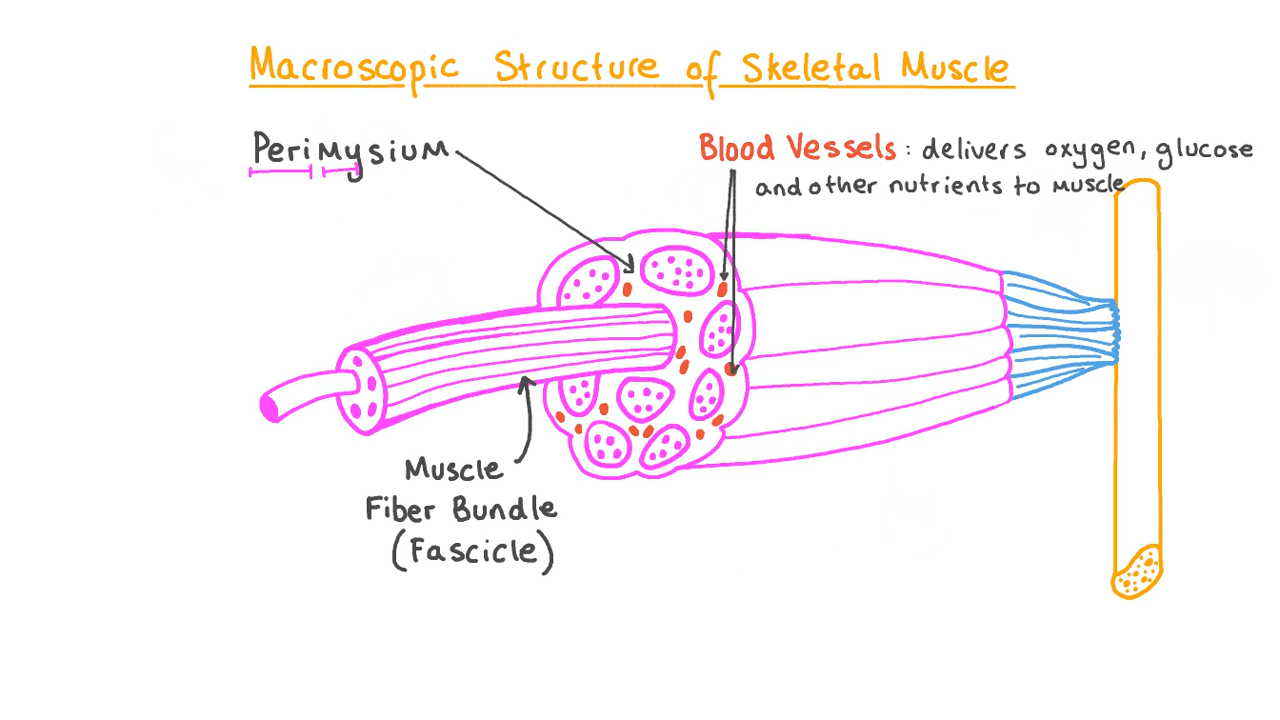 Macroscopic Structure of Skeletal Muscle
Perimysium
Blood Vessels: delivers oxygen, glucose
and other nutrients to muscle
Muscle
Fiber Bundle
(Fascicle)